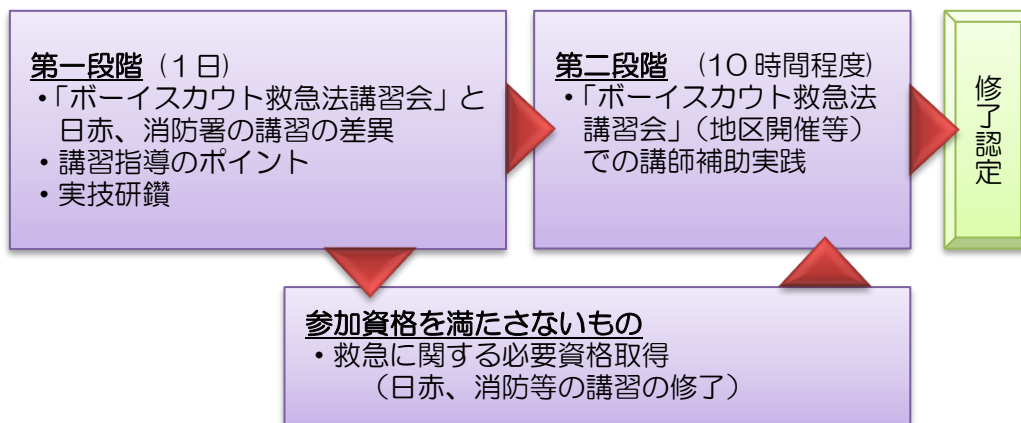 第一段階（1日）
・「ボーイスカウト救急法講習会」と
日赤、消防署の講習の差異
・講習指導のポイント
・実技研鑽
第二段階　（10時間程度）
・「ボーイスカウト救急法
講習会」（地区開催等）
での講師補助実践
修了認定
参加資格を満たさないもの
・救急に関する必要資格取得
（日赤、消防等の講習の修了）